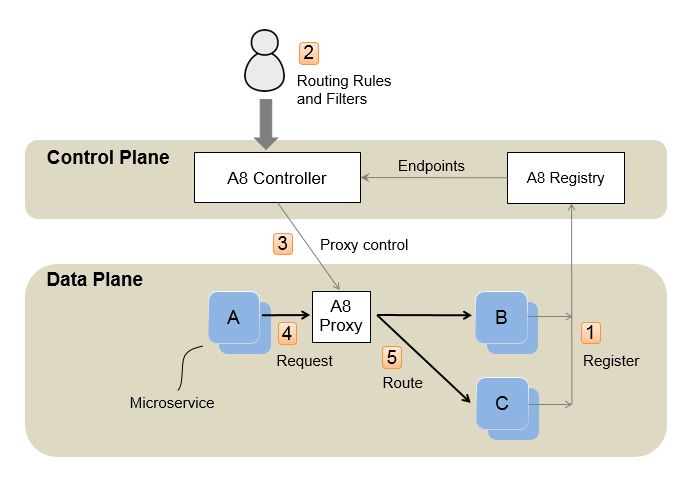 2
Routing Rules
and Filters
Control Plane
A8 Controller
Endpoints
A8 Registry
3
Proxy control
Data Plane
A
4
Request
A8
Proxy
5
Route
B
C
1
Register
Microservice